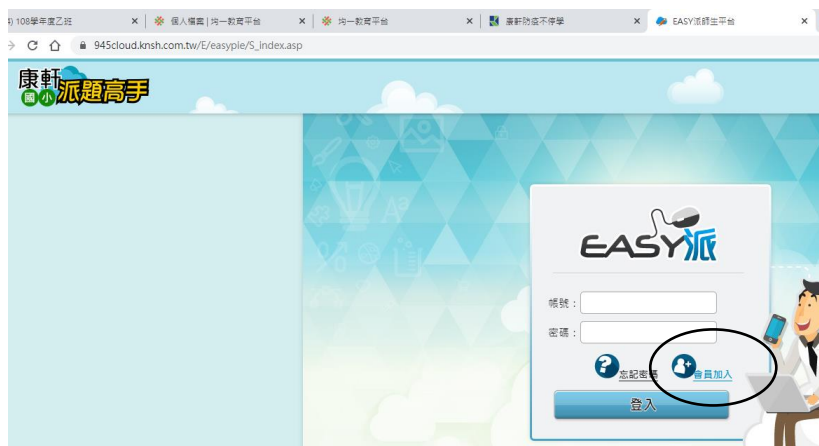 108學年度乙班
個人檔案 | 均一教育平台
均一教育平台
康軒防疫不停學
EASY派師生平台
945cloud.knsh.com.tw/E/easypie/S_index.asp
康軒
國小
派題高手
EASY派
帳號：
密碼：
忘記密碼
會員加入
登入